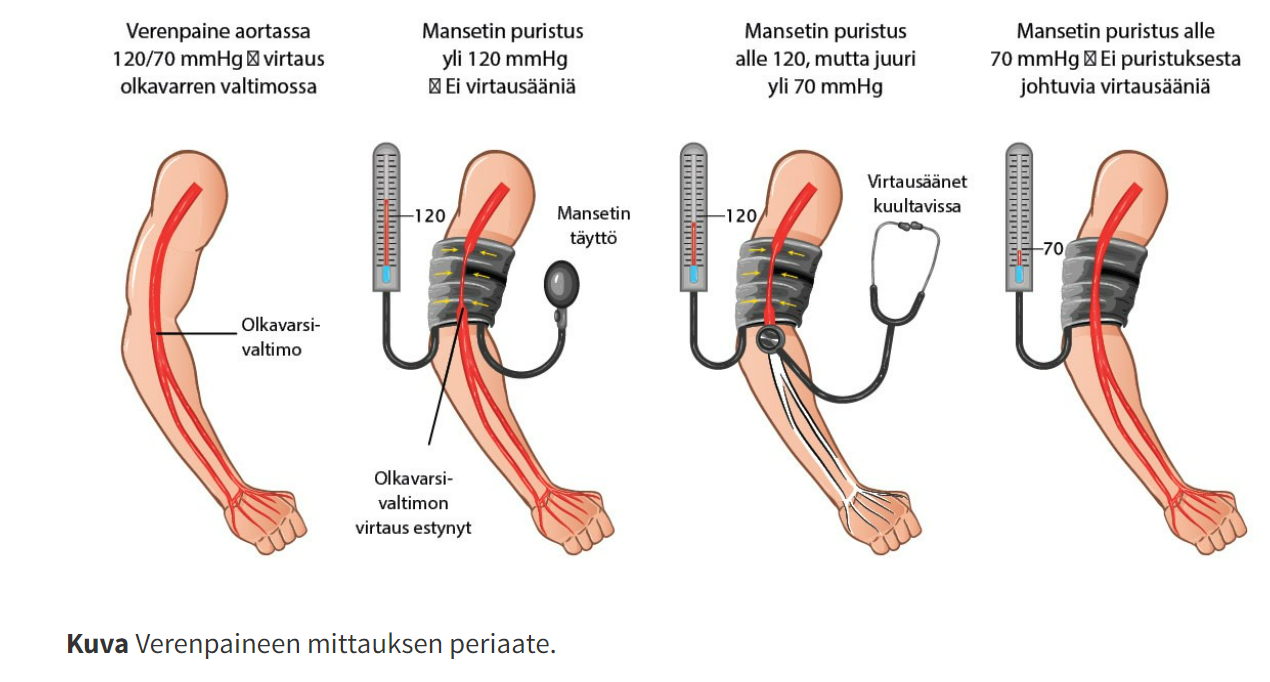 Verenpaine aortassa
120/70 mmHg ☒ virtaus
olkavarren valtimossa
Mansetin puristus
yli 120 mmHg
☒ Ei virtausääniä
Mansetin puristus
alle 120, mutta juuri
yli 70 mmHg
Mansetin puristus alle
70 mmHg ☒ Ei puristuksesta
johtuvia virtausääniä
Olkavarsi-
valtimo
120
Mansetin
täyttö
Olkavarsi-
valtimon
virtaus estynyt
120
Virtausäänet
kuultavissa
70
Kuva Verenpaineen mittauksen periaate.